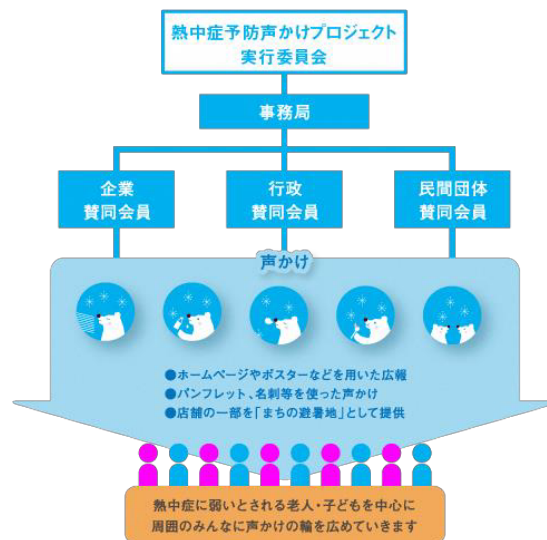 熱中症予防声かけプロジェクト
実行委員会
事務局
企業
賛同会員
行政
賛同会員
民間団体
賛同会員
声かけ
●ホームページやポスターなどを用いた広報
●パンフレット、名刺等を使った声かけ
●店舗の一部を「まちの避暑地」として提供
熱中症に弱いとされる老人・子どもを中心に
周囲のみんなに声かけの輪を広めていきます